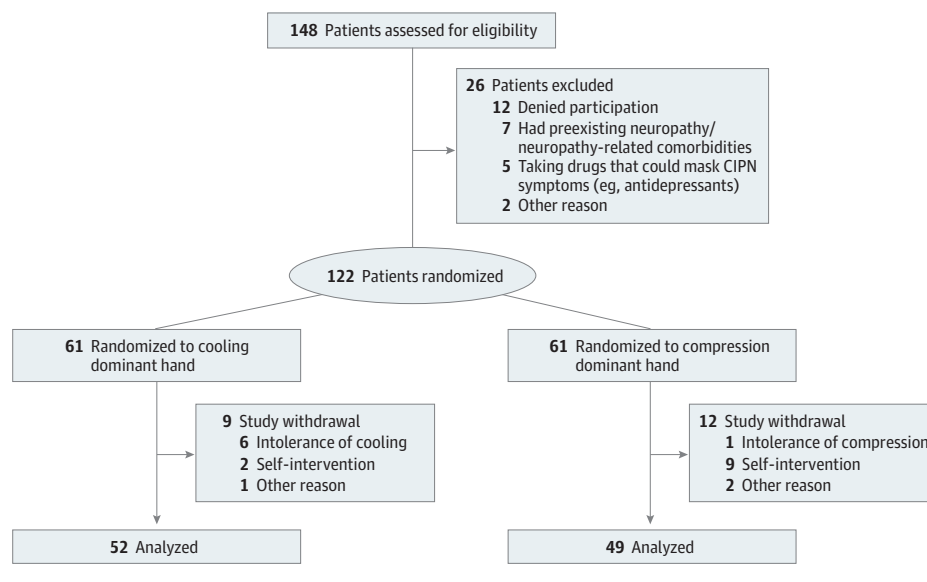 148 Patients assessed for eligibility
26 Patients excluded
12 Denied participation
7 Had preexisting neuropathy/
neuropathy-related comorbidities
5 Taking drugs that could mask CIPN
symptoms (eg, antidepressants)
2 Other reason
122 Patients randomized
61 Randomized to cooling
dominant hand
9 Study withdrawal
6 Intolerance of cooling
2 Self-intervention
1 Other reason
52 Analyzed
61 Randomized to compression
dominant hand
12 Study withdrawal
1 Intolerance of compression
9 Self-intervention
2 Other reason
49 Analyzed